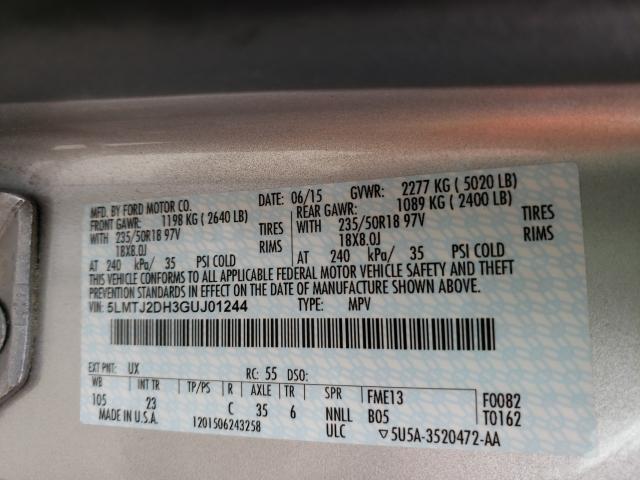 MFD. BY FORD MOTOR CO. DATE: 06/15 GVWR: 2277 KG ( 5020 LB)
FRONT GAWR: 1198 KG ( 2640 LB) REAR GAWR: 1089 KG ( 2400 LB)
WITH 235/50R18 97V TIRES WITH 235/50R18 97V TIRES
18X8.0J RIMS 18X8.0J RIMS
AT 240 kPa/ 35 PSI COLD AT 240 kPa/ 35 PSI COLD
THIS VEHICLE CONFORMS TO ALL APPLICABLE FEDERAL MOTOR VEHICLE SAFETY AND THEFT
PREVENTION STANDARDS IN EFFECT ON THE DATE OF MANUFACTURE SHOWN ABOVE.
VIN: 5LMTJ2DH3GUJ01244 TYPE: MPV
EXT PNT: UX RC: 55 DSO:
WB INT TR TP/PS R AXLE TR SPR FME13 F0082
105 23 C 35 6 NNLL B05 T0162
MADE IN U.S.A. 1201506243258 ULC ▽5U5A-3520472-AA